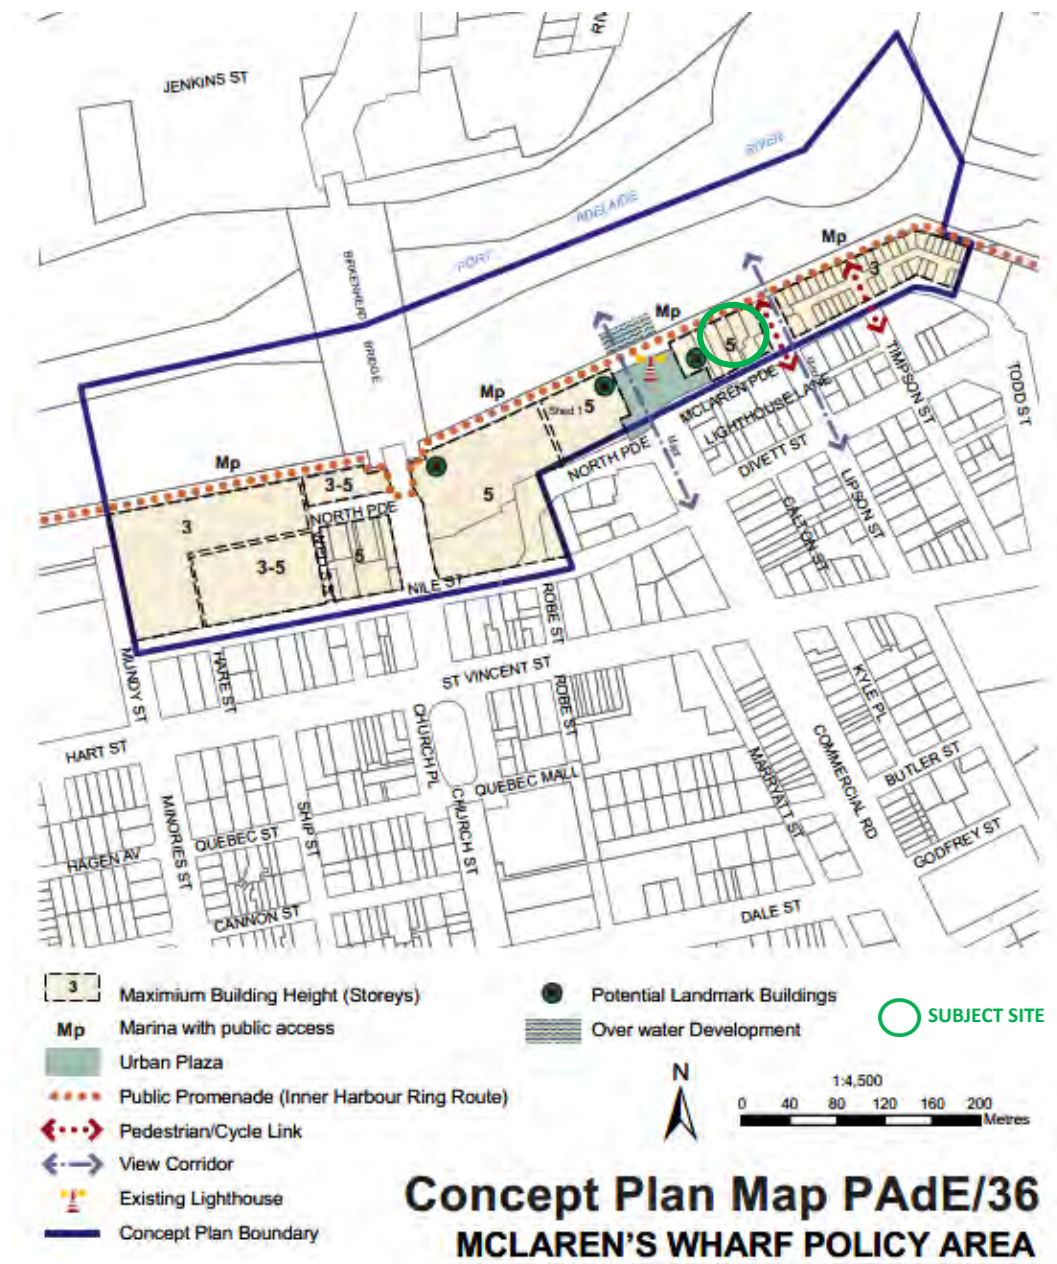 JENKINS ST
RIV
BIRKENHEAD
BRIDGE
PORT
ADELAIDE
RIVER
Mp
3
Mp
5
Mp
Shed 1
5
MCLAREN PDE
LIGHTHOUSE LANE
TIMPSON ST
TODD ST
NORTH PDE
DIVETT ST
Mp
3-5
5
3
NORTH PDE
LIPSON ST
CALTON ST
3-5
5
NILE ST
ROBE ST
MUNDY ST
HARE ST
ST VINCENT ST
ROBE ST
KYLE PL
HART ST
CHURCH PL
QUEBEC MALL
MARRYATT ST
COMMERCIAL RD
BUTLER ST
MINORIES ST
SHIP ST
CHURCH ST
QUEBEC ST
HAGEN AV
GODFREY ST
CANNON ST
DALE ST
3 Maximium Building Height (Storeys)
Mp Marina with public access
Urban Plaza
Public Promenade (Inner Harbour Ring Route)
Pedestrian/Cycle Link
View Corridor
Existing Lighthouse
Concept Plan Boundary
Potential Landmark Buildings
Over water Development
SUBJECT SITE
N
1:4,500
0 40 80 120 160 200
Metres
Concept Plan Map PAdE/36
MCLAREN'S WHARF POLICY AREA